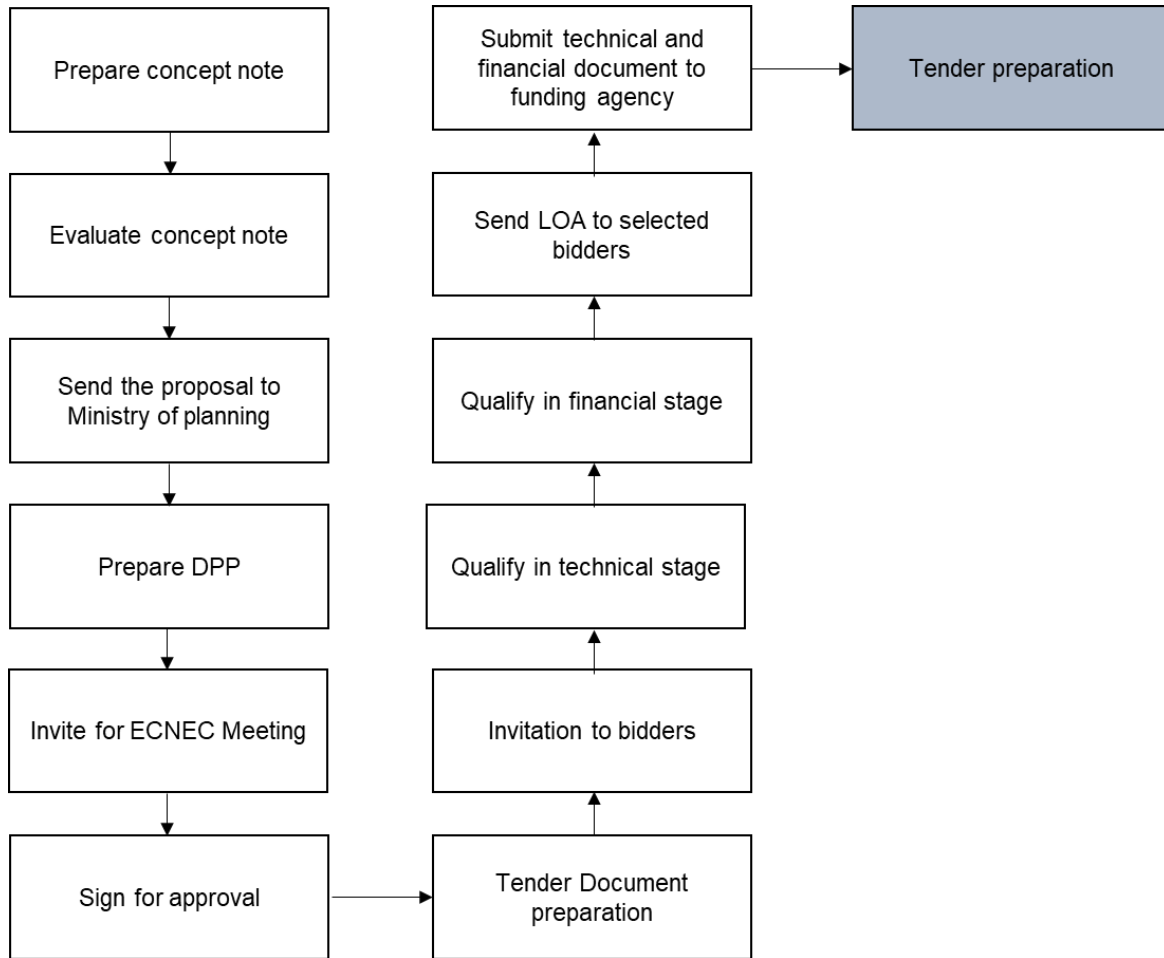 Prepare concept note
Evaluate concept note
Send the proposal to
Ministry of planning
Prepare DPP
Invite for ECNEC Meeting
Sign for approval
Tender Document
preparation
Invitation to bidders
Qualify in technical stage
Qualify in financial stage
Send LOA to selected
bidders
Submit technical and
financial document to
funding agency
Tender preparation